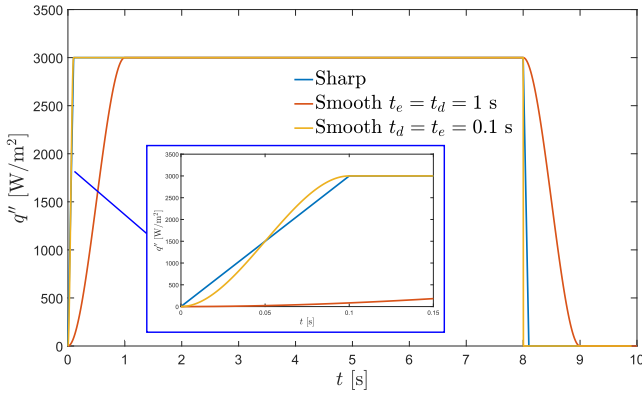 3500
3000
2500
2000
1500
1000
500
0
q″ [W/m²]
Sharp
Smooth tₑ = t_d = 1 s
Smooth t_d = tₑ = 0.1 s
3500
3000
2500
2000
1500
1000
500
0
q″ [W/m²]
0 0.05 0.1 0.15
t [s]
0 1 2 3 4 5 6 7 8 9 10
t [s]